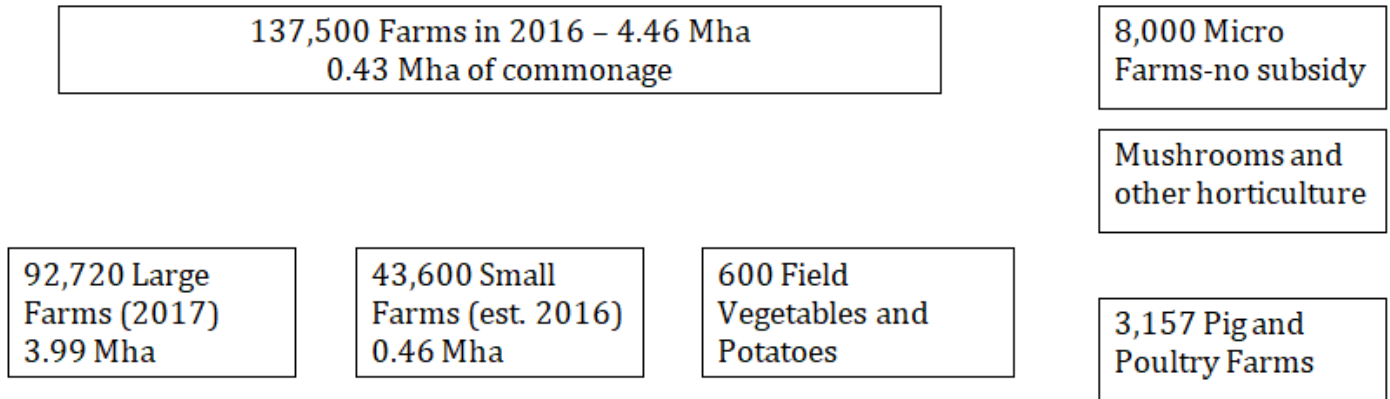 137,500 Farms in 2016 – 4.46 Mha
0.43 Mha of commonage
8,000 Micro
Farms-no subsidy
Mushrooms and
other horticulture
92,720 Large
Farms (2017)
3.99 Mha
43,600 Small
Farms (est. 2016)
0.46 Mha
600 Field
Vegetables and
Potatoes
3,157 Pig and
Poultry Farms